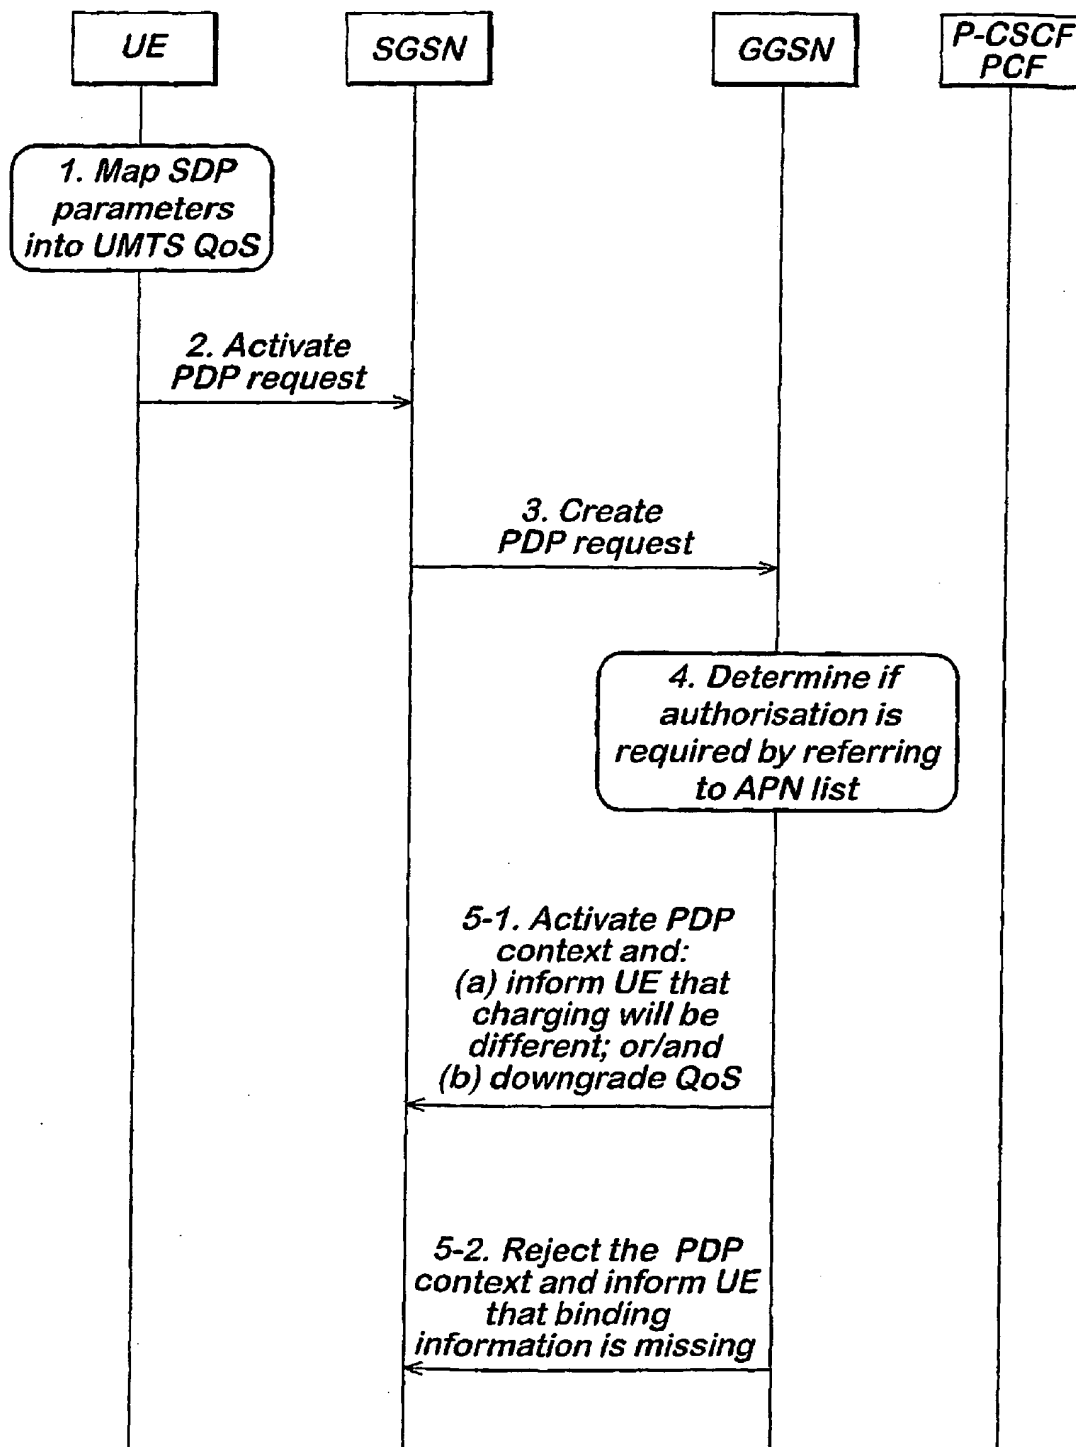 UE
SGSN
GGSN
P-CSCF
PCF
1. Map SDP
parameters
into UMTS QoS
2. Activate
PDP request
3. Create
PDP request
4. Determine if
authorisation is
required by referring
to APN list
5-1. Activate PDP
context and:
(a) inform UE that
charging will be
different; or/and
(b) downgrade QoS
5-2. Reject the PDP
context and inform UE
that binding
information is missing